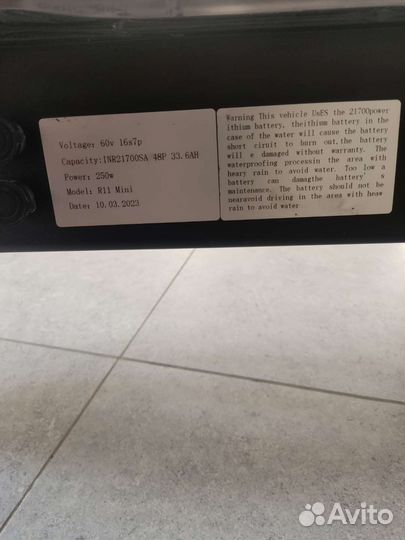 Voltage: 60v 16s7p
Capacity:INR21700SA 48P 33.6AH
Power: 250w
Model: R11 Mini
Date: 10.03.2023
Warning This vehicle UsES the 21700power
ithium battery, theithium battery in the
case of the water will cause the battery
short ciruit to burn out.the battery
will e damaged without warranty. The
waterproofing processin the area with
heary rain to avoid water. Too low a
battery can damagthe battery' s
maintenance. The battery should not be
nearavoid driving in the area with heaw
rain to avoid water
Avito